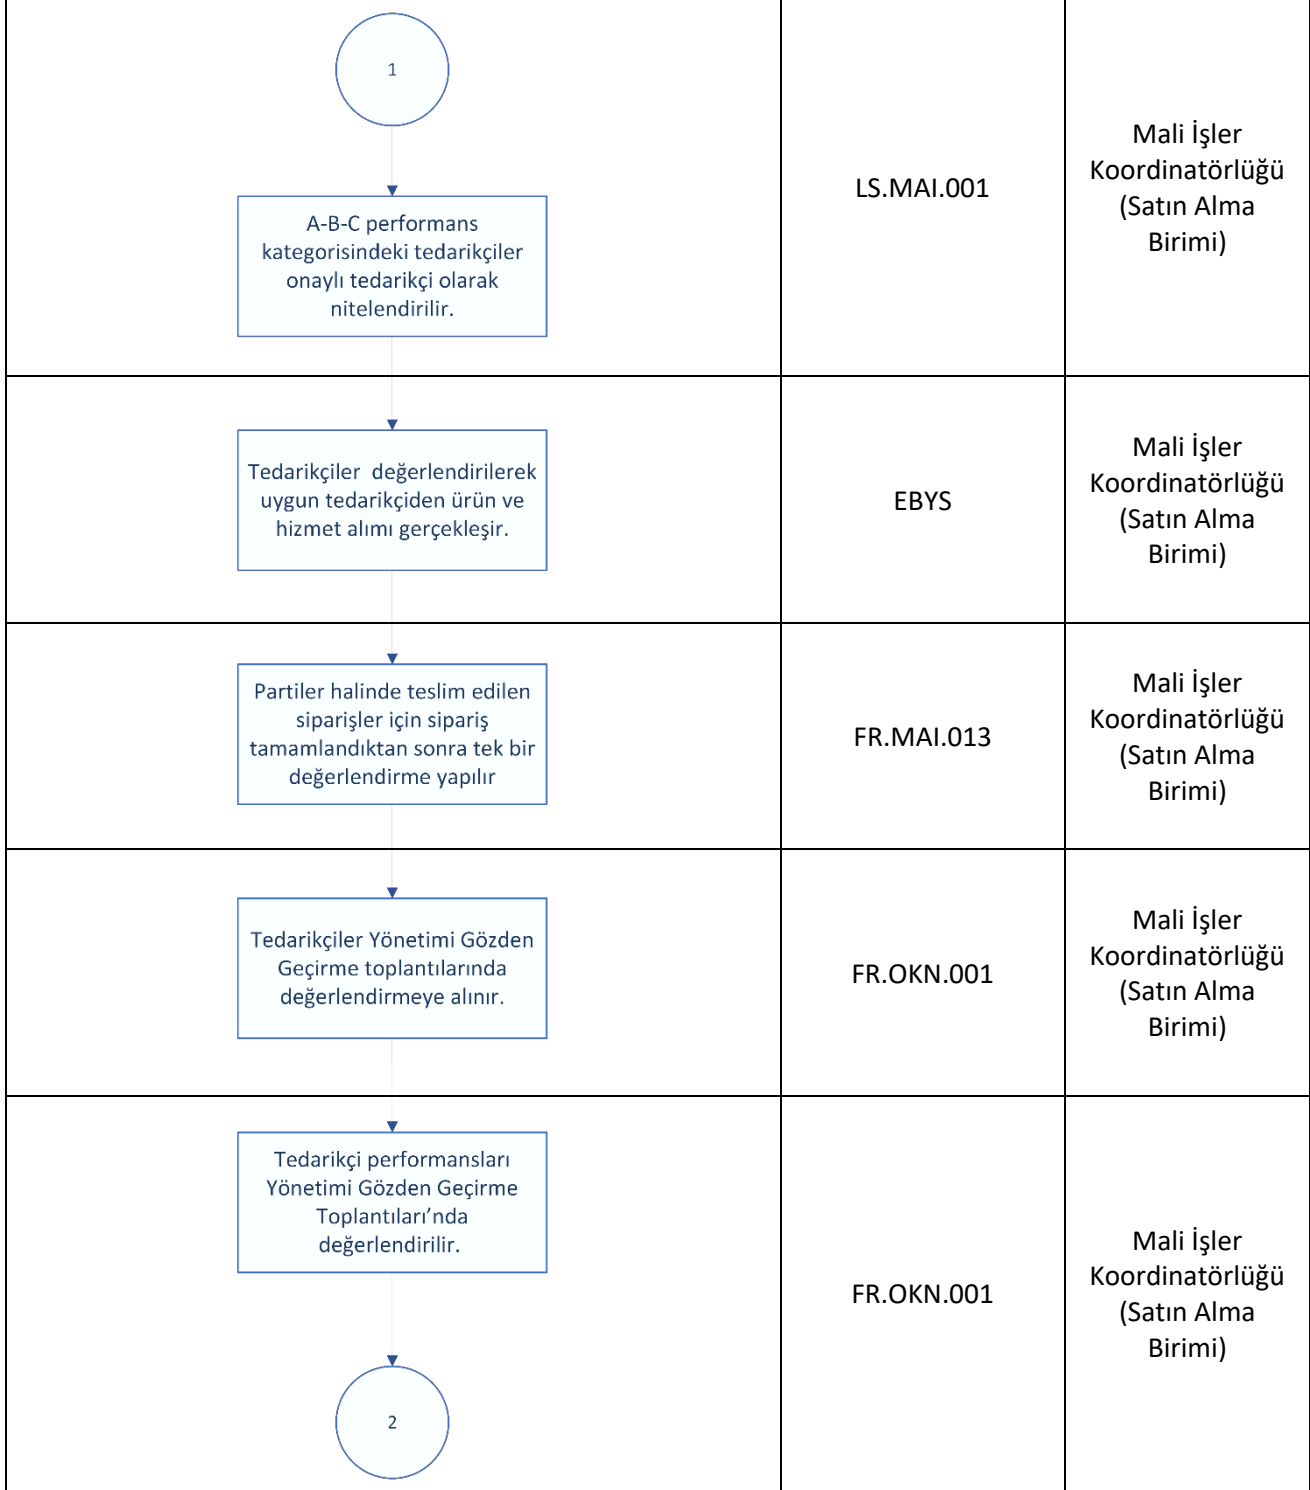 1
A-B-C performans
kategorisindeki tedarikçiler
onaylı tedarikçi olarak
nitelendirilir.
LS.MAI.001
Mali İşler
Koordinatörlüğü
(Satın Alma
Birimi)
Tedarikçiler  değerlendirilerek
uygun tedarikçiden ürün ve
hizmet alımı gerçekleşir.
EBYS
Mali İşler
Koordinatörlüğü
(Satın Alma
Birimi)
Partiler halinde teslim edilen
siparişler için sipariş
tamamlandıktan sonra tek bir
değerlendirme yapılır
FR.MAI.013
Mali İşler
Koordinatörlüğü
(Satın Alma
Birimi)
Tedarikçiler Yönetimi Gözden
Geçirme toplantılarında
değerlendirmeye alınır.
FR.OKN.001
Mali İşler
Koordinatörlüğü
(Satın Alma
Birimi)
Tedarikçi performansları
Yönetimi Gözden Geçirme
Toplantıları’nda
değerlendirilir.
FR.OKN.001
Mali İşler
Koordinatörlüğü
(Satın Alma
Birimi)
2